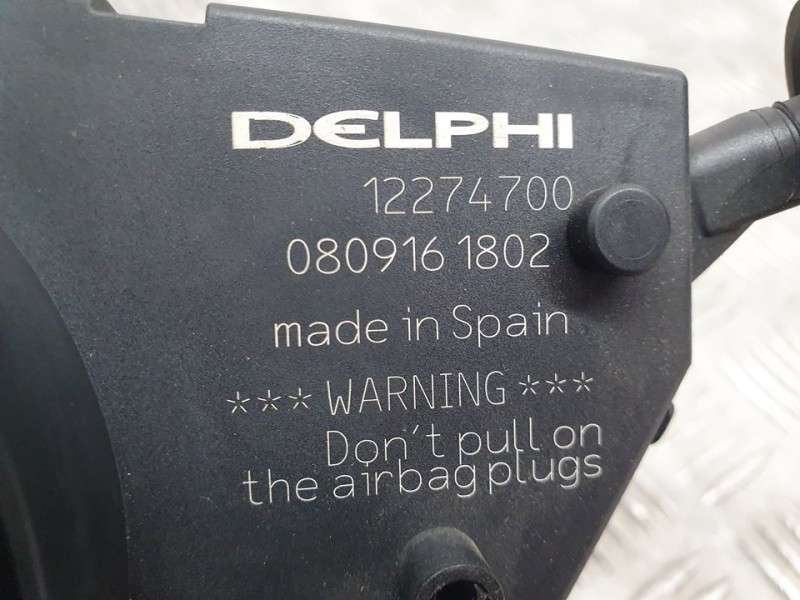 DELPHI
12274700
080916 1802
made in Spain
*** WARNING ***
Don't pull on
the airbag plugs